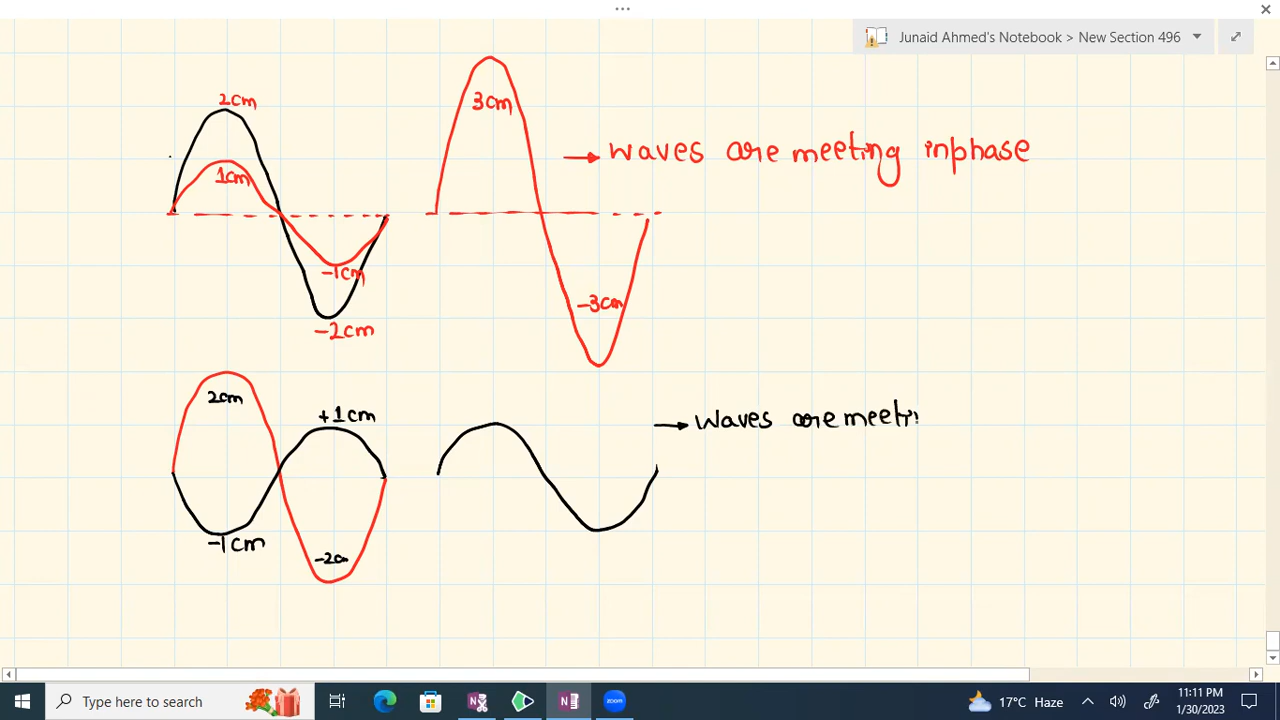 Junaid Ahmed's Notebook > New Section 496
2cm
3cm
waves are meeting inphase
1cm
-1cm
-3cm
-2cm
2cm
+1cm
waves are meeti
-1cm
-2cm
Type here to search
zoom
17°C Haze
11:11 PM
1/30/2023